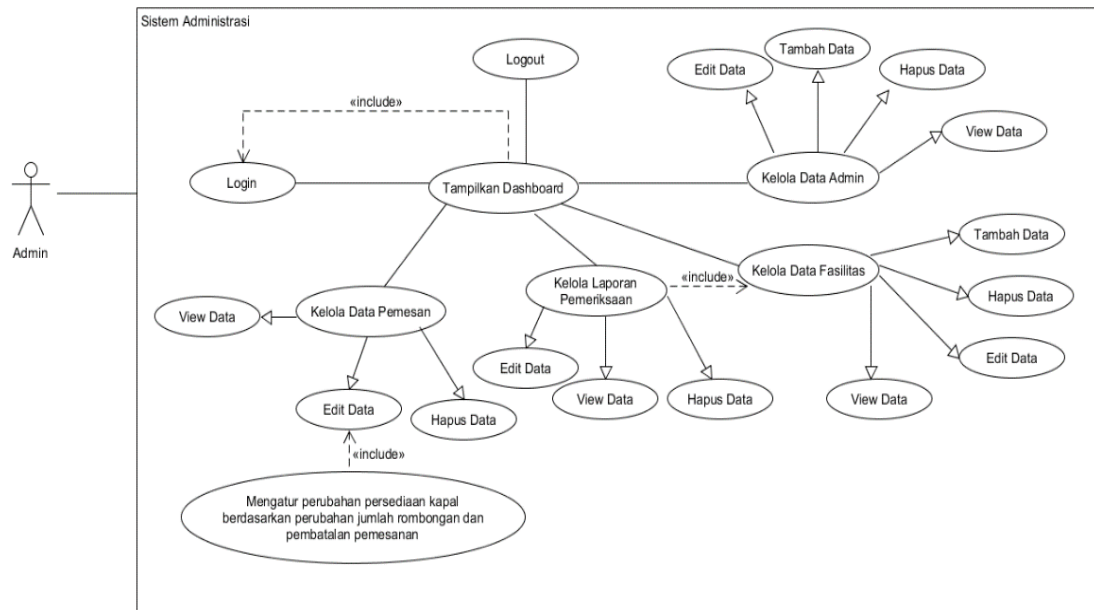 Sistem Administrasi
Logout
Edit Data
Tambah Data
Hapus Data
View Data
«include»
Login
Tampilkan Dashboard
Kelola Data Admin
Admin
Tambah Data
Kelola Data Fasilitas
Hapus Data
Edit Data
View Data
Kelola Laporan
Pemeriksaan
«include»
Edit Data
View Data
Hapus Data
View Data
Kelola Data Pemesan
Edit Data
Hapus Data
«include»
Mengatur perubahan persediaan kapal
berdasarkan perubahan jumlah rombongan dan
pembatalan pemesanan